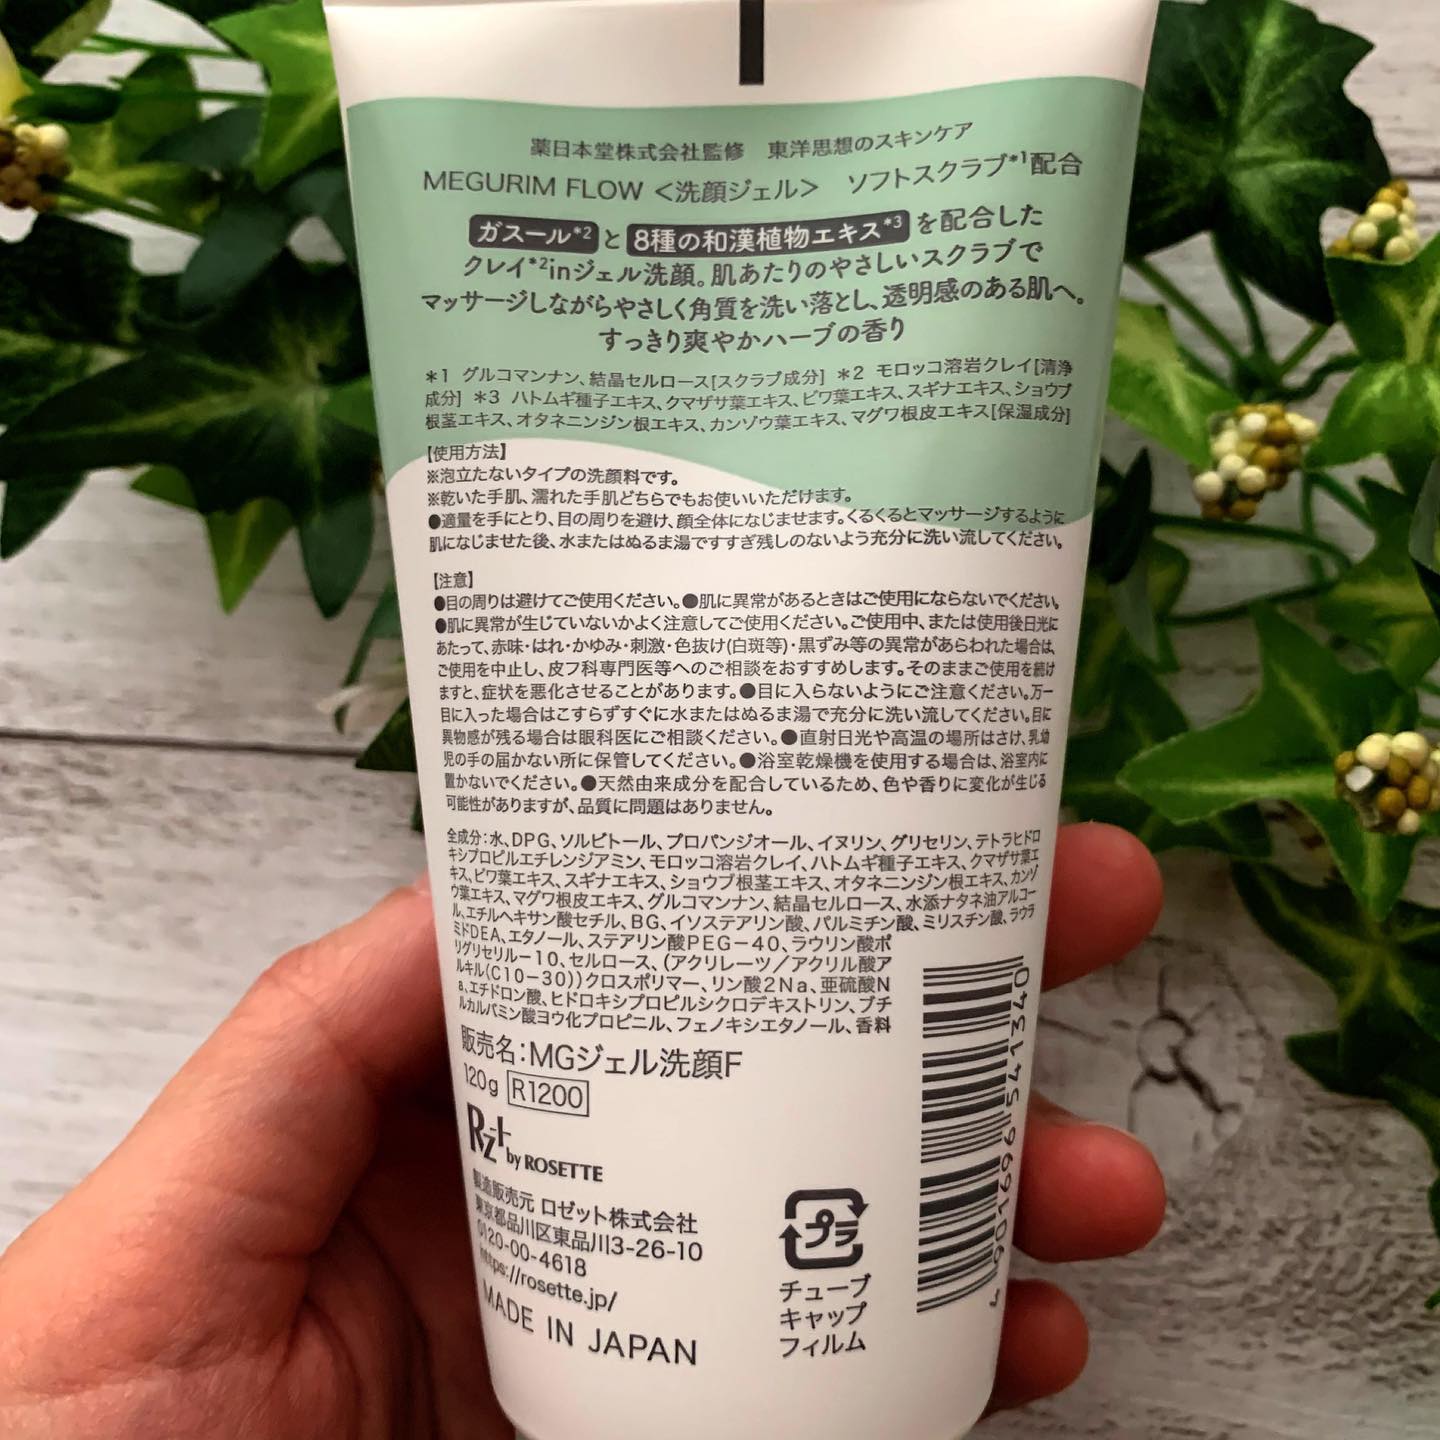 薬日本堂株式会社監修　東洋思想のスキンケア
MEGURIM FLOW <洗顔ジェル>　ソフトスクラブ*1配合
ガスール*2と8種の和漢植物エキス*3を配合した
クレイ*2inジェル洗顔。肌あたりのやさしいスクラブで
マッサージしながらやさしく角質を洗い落とし、透明感のある肌へ。
すっきり爽やかハーブの香り
*1 グルコマンナン、結晶セルロース[スクラブ成分] *2 モロッコ溶岩クレイ[清浄
成分] *3 ハトムギ種子エキス、クマザサ葉エキス、ビワ葉エキス、スギナエキス、ショウブ
根茎エキス、オタネニンジン根エキス、カンゾウ葉エキス、マグワ根皮エキス[保湿成分]
【使用方法】
※泡立たないタイプの洗顔料です。
※乾いた手肌、濡れた手肌どちらでもお使いいただけます。
●適量を手にとり、目の周りを避け、顔全体になじませます。くるくるとマッサージするように
肌になじませた後、水またはぬるま湯ですすぎ残しのないよう充分に洗い流してください。
【注意】
●目の周りは避けてご使用ください。●肌に異常があるときはご使用にならないでください。
●肌に異常が生じていないかよく注意してご使用ください。ご使用中、または使用後日光に
あたって、赤味・はれ・かゆみ・刺激・色抜け(白斑等)・黒ずみ等の異常があらわれた場合は、
ご使用を中止し、皮フ科専門医等へのご相談をおすすめします。そのままご使用を続け
ますと、症状を悪化させることがあります。●目に入らないようにご注意ください。万一
目に入った場合はこすらずすぐに水またはぬるま湯で充分に洗い流してください。目に
異物感が残る場合は眼科医にご相談ください。●直射日光や高温の場所はさけ、乳幼
児の手の届かない所に保管してください。●浴室乾燥機を使用する場合は、浴室内に
置かないでください。●天然由来成分を配合しているため、色や香りに変化が生じる
可能性がありますが、品質に問題はありません。
全成分:水、DPG、ソルビトール、プロパンジオール、イヌリン、グリセリン、テトラヒドロ
キシプロピルエチレンジアミン、モロッコ溶岩クレイ、ハトムギ種子エキス、クマザサ葉エ
キス、ビワ葉エキス、スギナエキス、ショウブ根茎エキス、オタネニンジン根エキス、カンゾ
ウ葉エキス、マグワ根皮エキス、グルコマンナン、結晶セルロース、水添ナタネ油アルコー
ル、エチルヘキサン酸セチル、BG、イソステアリン酸、パルミチン酸、ミリスチン酸、ラウラ
ミドDEA、エタノール、ステアリン酸PEG-40、ラウリン酸ポ
リグリセリル-10、セルロース、(アクリレーツ/アクリル酸ア
ルキル(C10-30))クロスポリマー、リン酸2Na、亜硫酸N
a、エチドロン酸、ヒドロキシプロピルシクロデキストリン、ブチ
ルカルバミン酸ヨウ化プロピニル、フェノキシエタノール、香料
販売名:MGジェル洗顔F
120g R1200
Rz+ by ROSETTE
製造販売元 ロゼット株式会社
東京都品川区東品川3-26-10
0120-00-4618
https://rosette.jp/
MADE IN JAPAN
プラ
チューブ
キャップ
フィルム
4901696541340